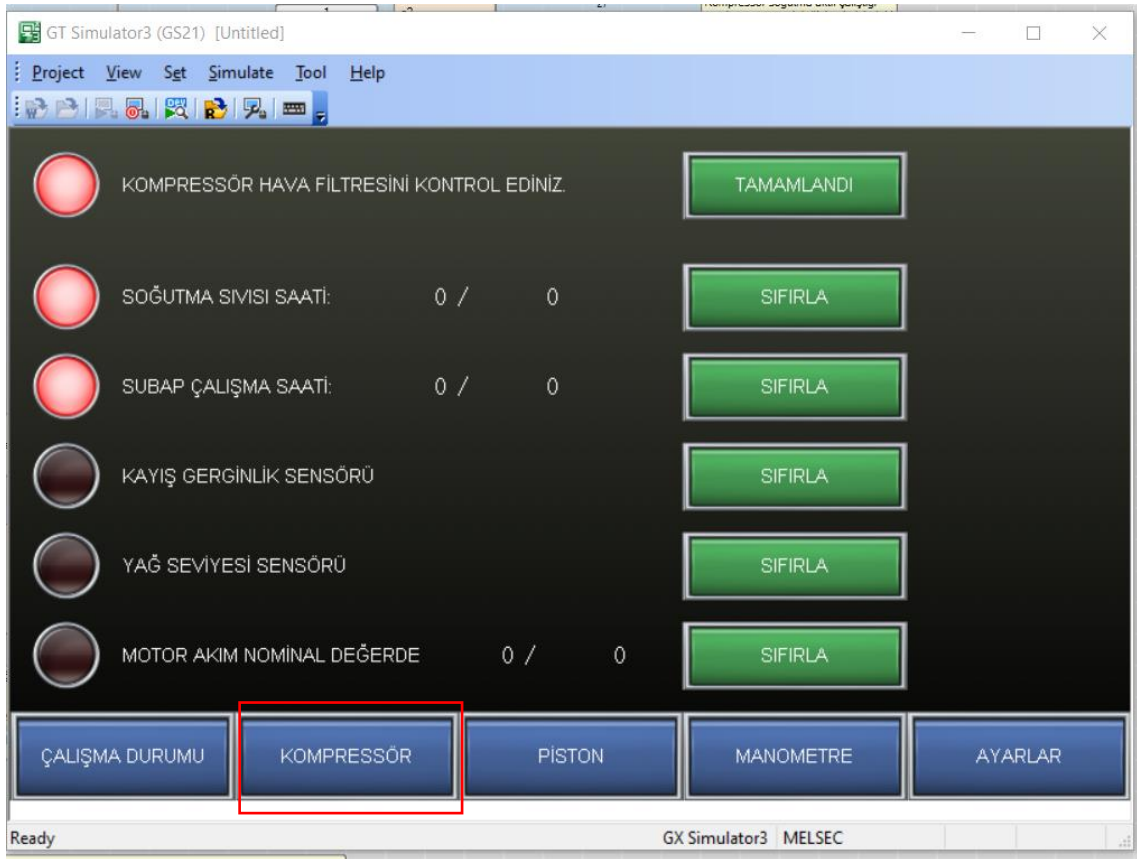 GT Simulator3 (GS21) [Untitled]
Project View Set Simulate Tool Help
KOMPRESSÖR HAVA FİLTRESİNİ KONTROL EDİNİZ. TAMAMLANDI
SOĞUTMA SIVISI SAATİ: 0 / 0 SIFIRLA
SUBAP ÇALIŞMA SAATİ: 0 / 0 SIFIRLA
KAYIŞ GERGİNLİK SENSÖRÜ SIFIRLA
YAĞ SEVİYESİ SENSÖRÜ SIFIRLA
MOTOR AKIM NOMİNAL DEĞERDE 0 / 0 SIFIRLA
ÇALIŞMA DURUMU KOMPRESSÖR PİSTON MANOMETRE AYARLAR
Ready GX Simulator3 MELSEC